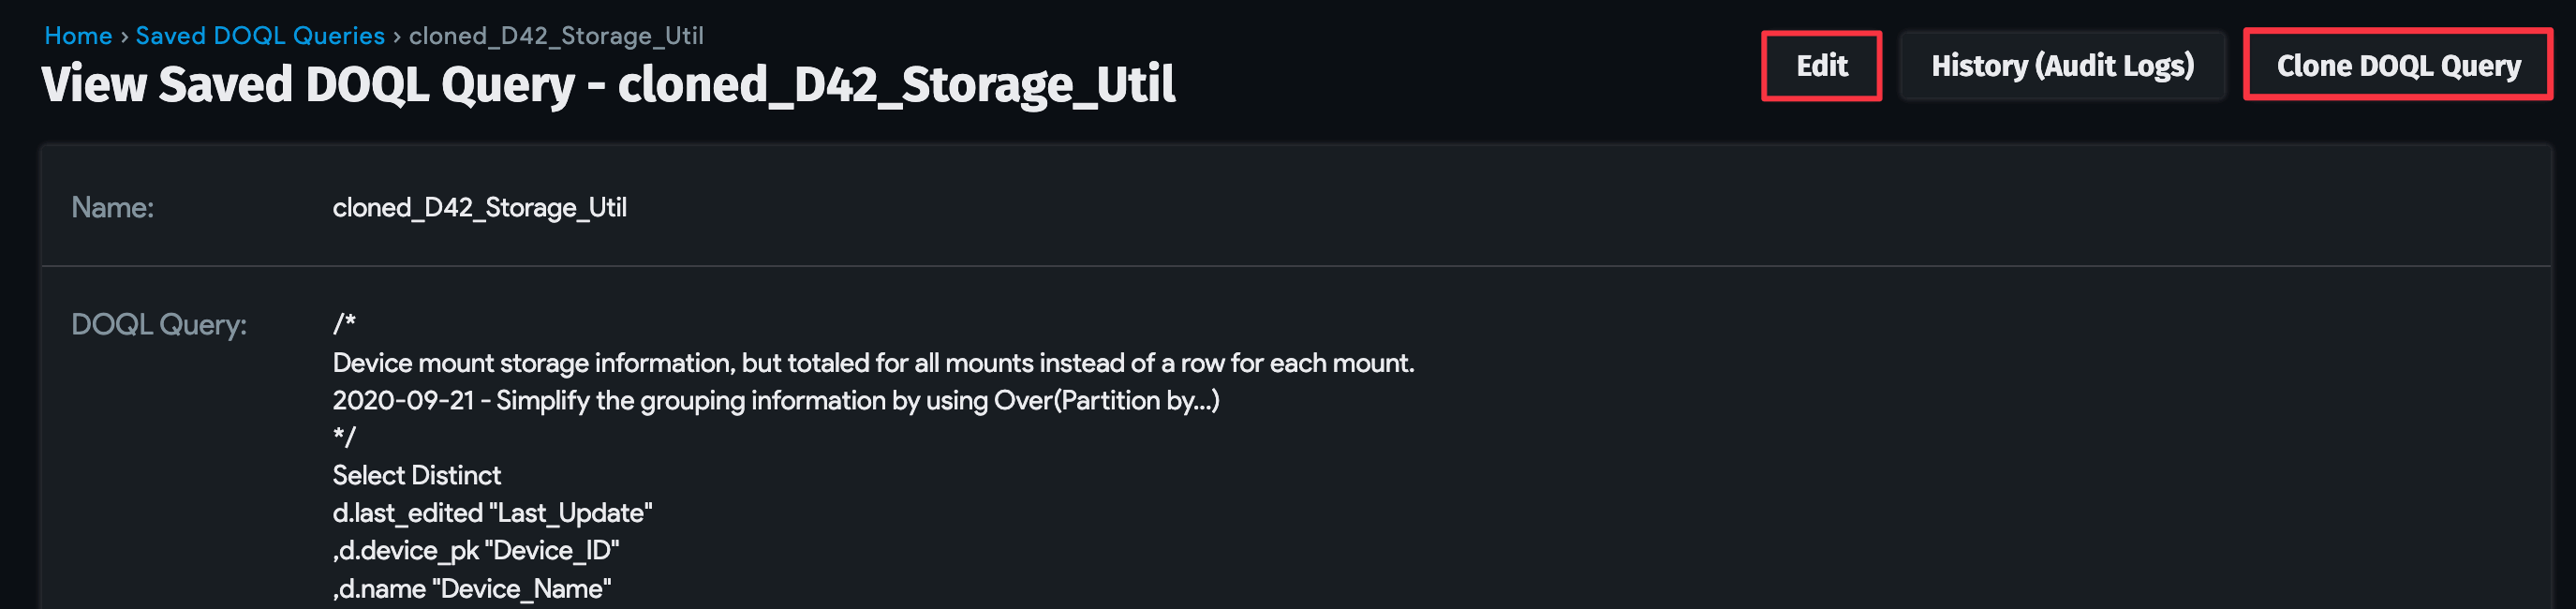 Home › Saved DOQL Queries › cloned_D42_Storage_Util
View Saved DOQL Query - cloned_D42_Storage_Util
Edit
History (Audit Logs)
Clone DOQL Query
Name: cloned_D42_Storage_Util
DOQL Query: /*
Device mount storage information, but totaled for all mounts instead of a row for each mount.
2020-09-21 - Simplify the grouping information by using Over(Partition by...)
*/
Select Distinct
d.last_edited "Last_Update"
,d.device_pk "Device_ID"
,d.name "Device_Name"